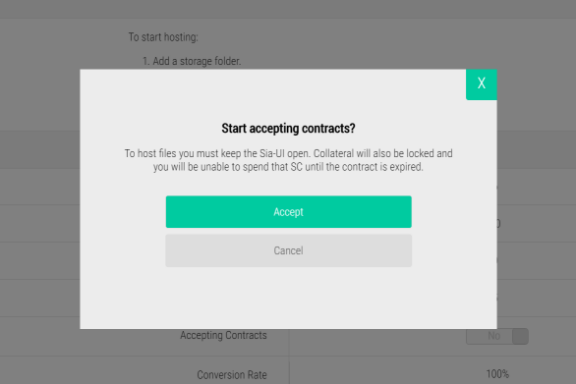 To start hosting:
1. Add a storage folder.
X
Start accepting contracts?
To host files you must keep the Sia-UI open. Collateral will also be locked and
you will be unable to spend that SC until the contract is expired.
Accept
Cancel
Accepting Contracts
No
Conversion Rate
100%